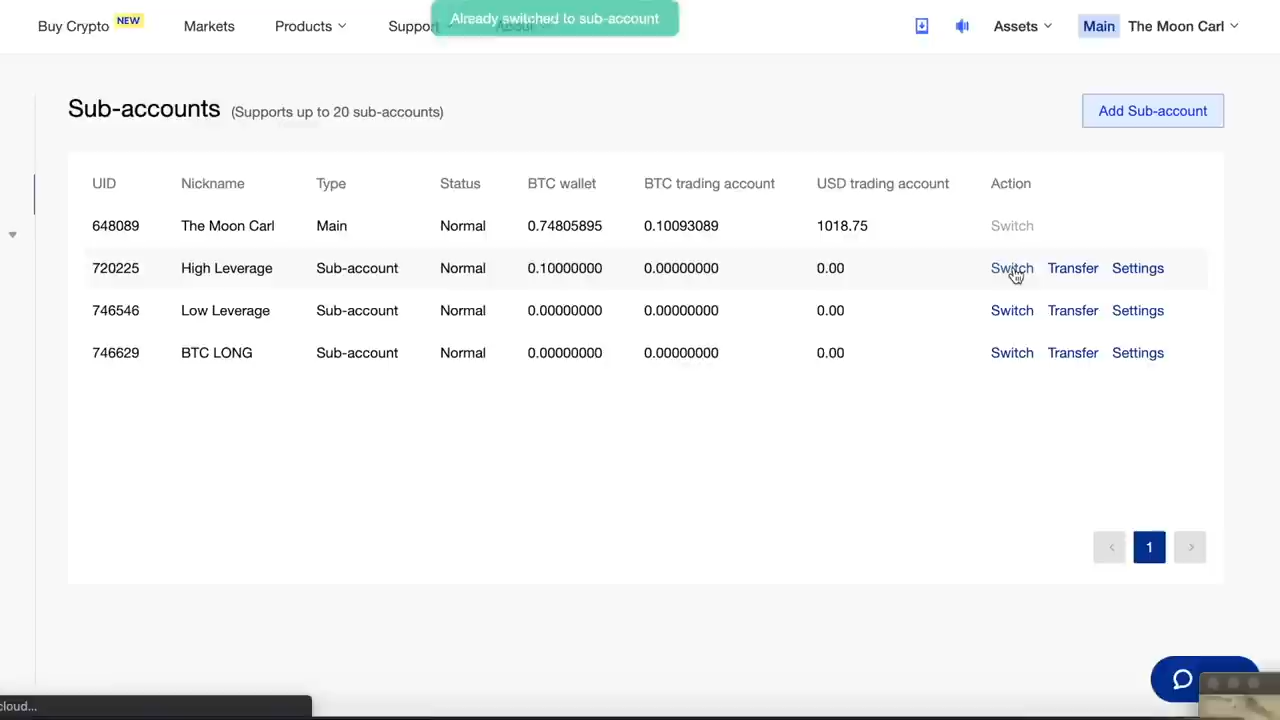 Buy Crypto NEW Markets Products Support About Already switched to sub-account Assets Main The Moon Carl
Sub-accounts (Supports up to 20 sub-accounts) Add Sub-account
UID Nickname Type Status BTC wallet BTC trading account USD trading account Action
648089 The Moon Carl Main Normal 0.74805895 0.10093089 1018.75 Switch
720225 High Leverage Sub-account Normal 0.10000000 0.00000000 0.00 Switch Transfer Settings
746546 Low Leverage Sub-account Normal 0.00000000 0.00000000 0.00 Switch Transfer Settings
746629 BTC LONG Sub-account Normal 0.00000000 0.00000000 0.00 Switch Transfer Settings
< 1 >
cloud...